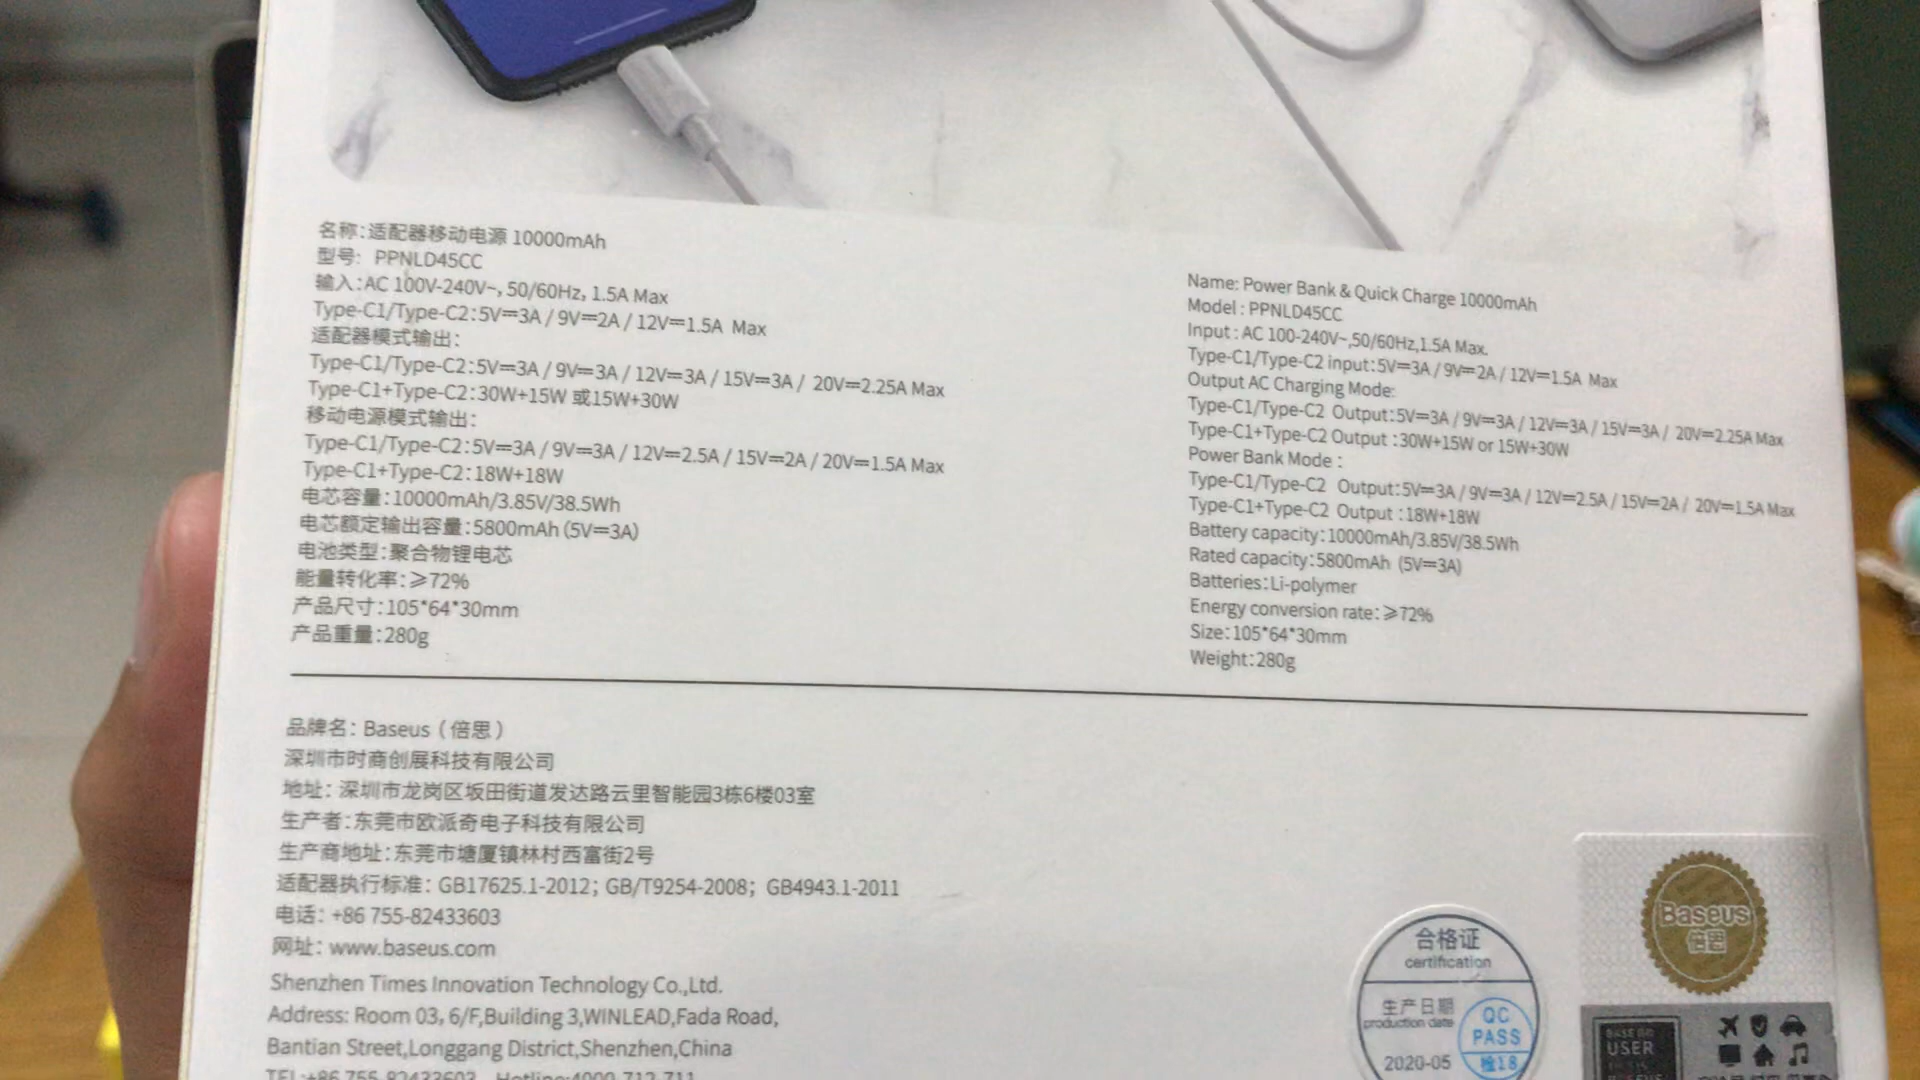 名称:适配器移动电源 10000mAh
型号: PPNLD45CC
输入:AC 100V-240V~, 50/60Hz, 1.5A Max
Type-C1/Type-C2:5V⎓3A / 9V⎓2A / 12V⎓1.5A Max
适配器模式输出:
Type-C1/Type-C2:5V⎓3A / 9V⎓3A / 12V⎓3A / 15V⎓3A / 20V⎓2.25A Max
Type-C1+Type-C2:30W+15W 或15W+30W
移动电源模式输出:
Type-C1/Type-C2:5V⎓3A / 9V⎓3A / 12V⎓2.5A / 15V⎓2A / 20V⎓1.5A Max
Type-C1+Type-C2:18W+18W
电芯容量:10000mAh/3.85V/38.5Wh
电芯额定输出容量:5800mAh (5V⎓3A)
电池类型:聚合物锂电芯
能量转化率:⩾72%
产品尺寸:105*64*30mm
产品重量:280g
Name: Power Bank & Quick Charge 10000mAh
Model : PPNLD45CC
Input : AC 100-240V~,50/60Hz,1.5A Max.
Type-C1/Type-C2 input:5V⎓3A / 9V⎓2A / 12V⎓1.5A Max
Output AC Charging Mode:
Type-C1/Type-C2 Output:5V⎓3A / 9V⎓3A / 12V⎓3A / 15V⎓3A / 20V⎓2.25A Max
Type-C1+Type-C2 Output :30W+15W or 15W+30W
Power Bank Mode :
Type-C1/Type-C2 Output:5V⎓3A / 9V⎓3A / 12V⎓2.5A / 15V⎓2A / 20V⎓1.5A Max
Type-C1+Type-C2 Output :18W+18W
Battery capacity:10000mAh/3.85V/38.5Wh
Rated capacity:5800mAh (5V⎓3A)
Batteries:Li-polymer
Energy conversion rate:⩾72%
Size:105*64*30mm
Weight:280g
品牌名: Baseus (倍思)
深圳市时商创展科技有限公司
地址: 深圳市龙岗区坂田街道发达路云里智能园3栋6楼03室
生产者:东莞市欧派奇电子科技有限公司
生产商地址:东莞市塘厦镇林村西富街2号
适配器执行标准: GB17625.1-2012; GB/T9254-2008; GB4943.1-2011
电话: +86 755-82433603
网址: www.baseus.com
Shenzhen Times Innovation Technology Co.,Ltd.
Address: Room 03, 6/F,Building 3,WINLEAD,Fada Road,
Bantian Street,Longgang District,Shenzhen,China
TEL:+86 755-82433603 Hotline:4000-712-711
合格证
certification
生产日期
production date
2020-05
QC
PASS
检18
Baseus
倍思
BASEUS
USER